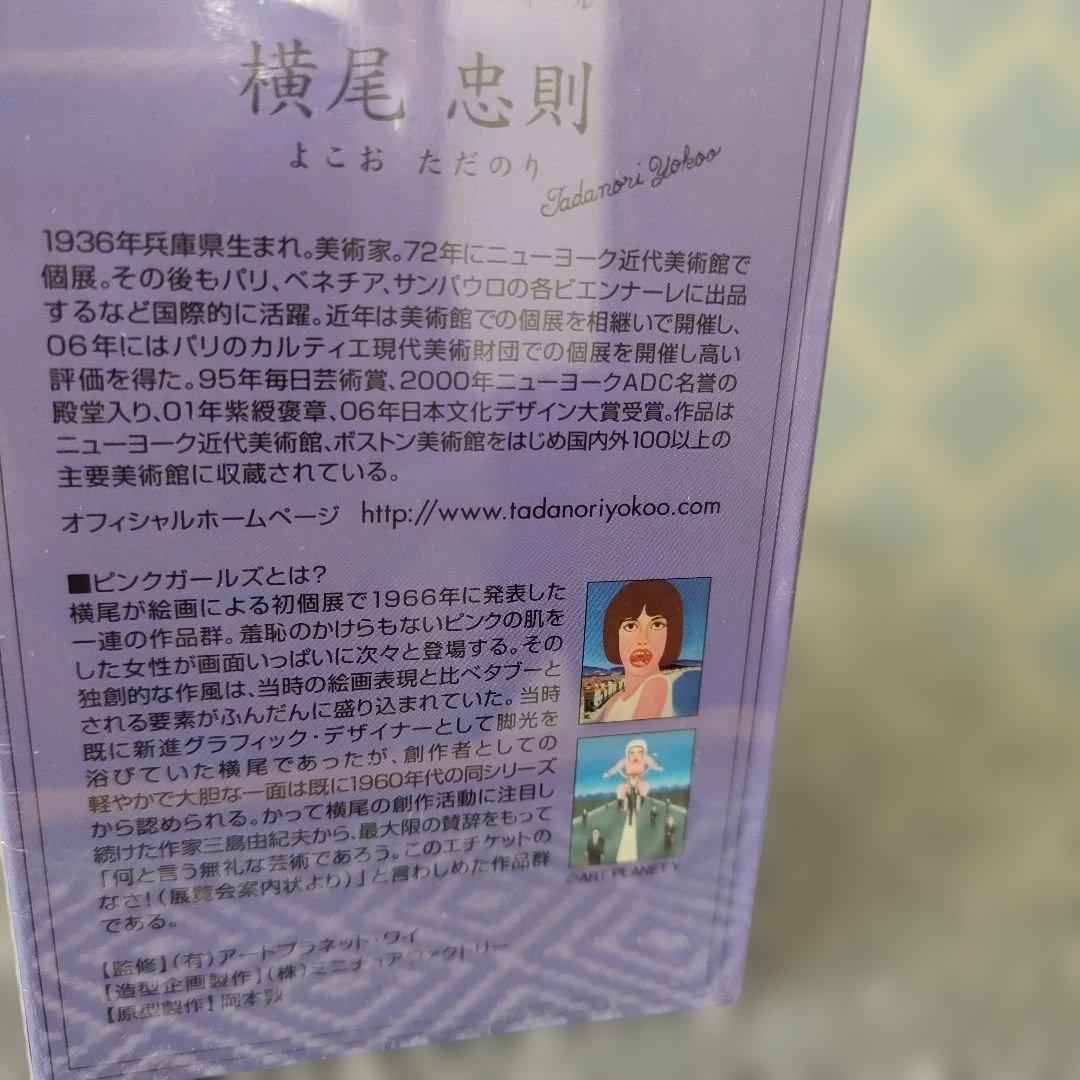 横尾 忠則
よこお ただのり
Tadanori Yokoo
1936年兵庫県生まれ。美術家。72年にニューヨーク近代美術館で
個展。その後もパリ、ベネチア、サンパウロの各ビエンナーレに出品
するなど国際的に活躍。近年は美術館での個展を相継いで開催し、
06年にはパリのカルティエ現代美術財団での個展を開催し高い
評価を得た。95年毎日芸術賞、2000年ニューヨークADC名誉の
殿堂入り、01年紫綬褒章、06年日本文化デザイン大賞受賞。作品は
ニューヨーク近代美術館、ボストン美術館をはじめ国内外100以上の
主要美術館に収蔵されている。
オフィシャルホームページ http://www.tadanoriyokoo.com
■ピンクガールズとは?
横尾が絵画による初個展で1966年に発表した
一連の作品群。羞恥のかけらもないピンクの肌を
した女性が画面いっぱいに次々と登場する。その
独創的な作風は、当時の絵画表現と比べタブーと
される要素がふんだんに盛り込まれていた。当時
既に新進グラフィック・デザイナーとして脚光を
浴びていた横尾であったが、創作者としての
軽やかで大胆な一面は既に1960年代の同シリーズ
から認められる。かつて横尾の創作活動に注目し
続けた作家三島由紀夫から、最大限の賛辞をもって
「何と言う無礼な芸術であろう。このエチケットの
なさ!(展覧会案内状より)」と言わしめた作品群
である。
©ART PLANET Y
【監修】(有)アートプラネット・ワイ
【造型企画製作】(株)ミニチュアファクトリー
【原型製作】岡本敦